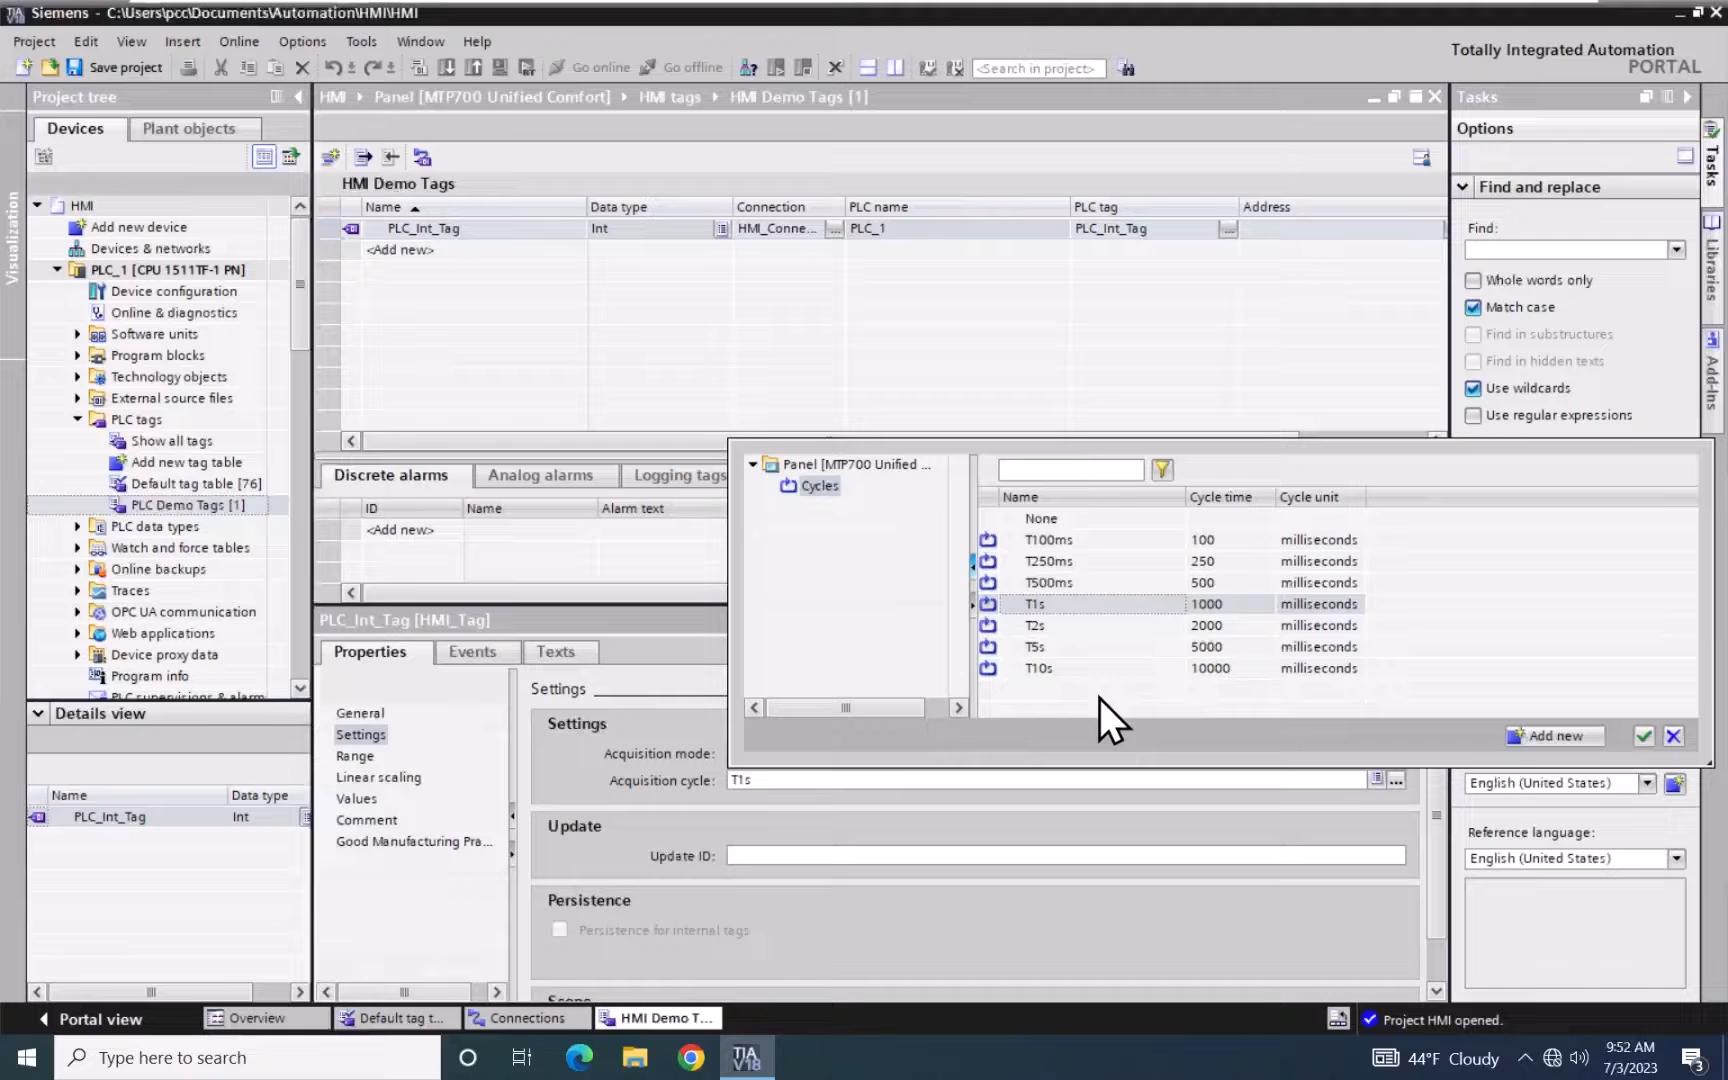 Siemens - C:\Users\pcc\Documents\Automation\HMI\HMI
Project Edit View Insert Online Options Tools Window Help
Totally Integrated Automation
PORTAL
Save project
Go online
Go offline
<Search in project>
Project tree
HMI Panel [MTP700 Unified Comfort] HMI tags HMI Demo Tags [1]
Tasks
Devices
Plant objects
Options
Visualization
HMI
Add new device
Devices & networks
PLC_1 [CPU 1511TF-1 PN]
Device configuration
Online & diagnostics
Software units
Program blocks
Technology objects
External source files
PLC tags
Show all tags
Add new tag table
Default tag table [76]
PLC Demo Tags [1]
PLC data types
Watch and force tables
Online backups
Traces
OPC UA communication
Web applications
Device proxy data
Program info
PLC supervisions & alarm
HMI Demo Tags
Name Data type Connection PLC name PLC tag Address
PLC_Int_Tag Int HMI_Conne... PLC_1 PLC_Int_Tag
<Add new>
Find and replace
Find:
Whole words only
Match case
Find in substructures
Find in hidden texts
Use wildcards
Use regular expressions
Tasks
Libraries
Add-Ins
Discrete alarms
Analog alarms
Logging tags
ID Name Alarm text
<Add new>
Panel [MTP700 Unified ...
Cycles
Name Cycle time Cycle unit
None
T100ms 100 milliseconds
T250ms 250 milliseconds
T500ms 500 milliseconds
T1s 1000 milliseconds
T2s 2000 milliseconds
T5s 5000 milliseconds
T10s 10000 milliseconds
Add new
PLC_Int_Tag [HMI_Tag]
Properties
Events
Texts
General
Settings
Range
Linear scaling
Values
Comment
Good Manufacturing Pra...
Settings
Settings
Acquisition mode:
Acquisition cycle: T1s
Update
Update ID:
Persistence
Persistence for internal tags
Scope
English (United States)
Reference language:
English (United States)
Details view
Name Data type
PLC_Int_Tag Int
Portal view
Overview
Default tag t...
Connections
HMI Demo T...
Project HMI opened.
Type here to search
TIA
V18
44°F Cloudy
9:52 AM
7/3/2023
3